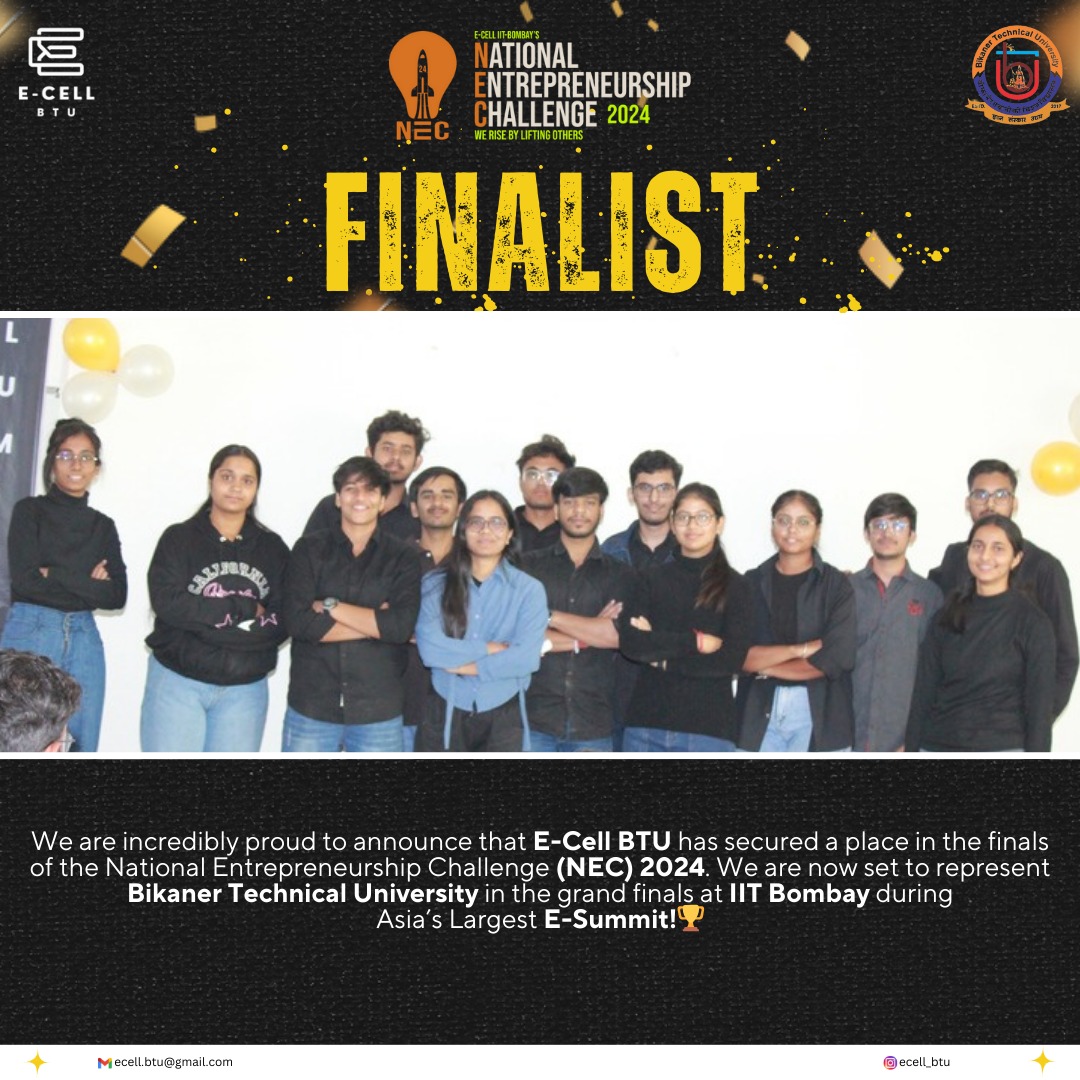 E-CELL
BTU
E-CELL IIT-BOMBAY'S
NATIONAL
ENTREPRENEURSHIP
CHALLENGE 2024
WE RISE BY LIFTING OTHERS
24
NEC
Bikaner Technical University
2017
FINALIST
L
U
M
CALIFORNIA
We are incredibly proud to announce that E-Cell BTU has secured a place in the finals
of the National Entrepreneurship Challenge (NEC) 2024. We are now set to represent
Bikaner Technical University in the grand finals at IIT Bombay during
Asia's Largest E-Summit!🏆
ecell.btu@gmail.com
ecell_btu